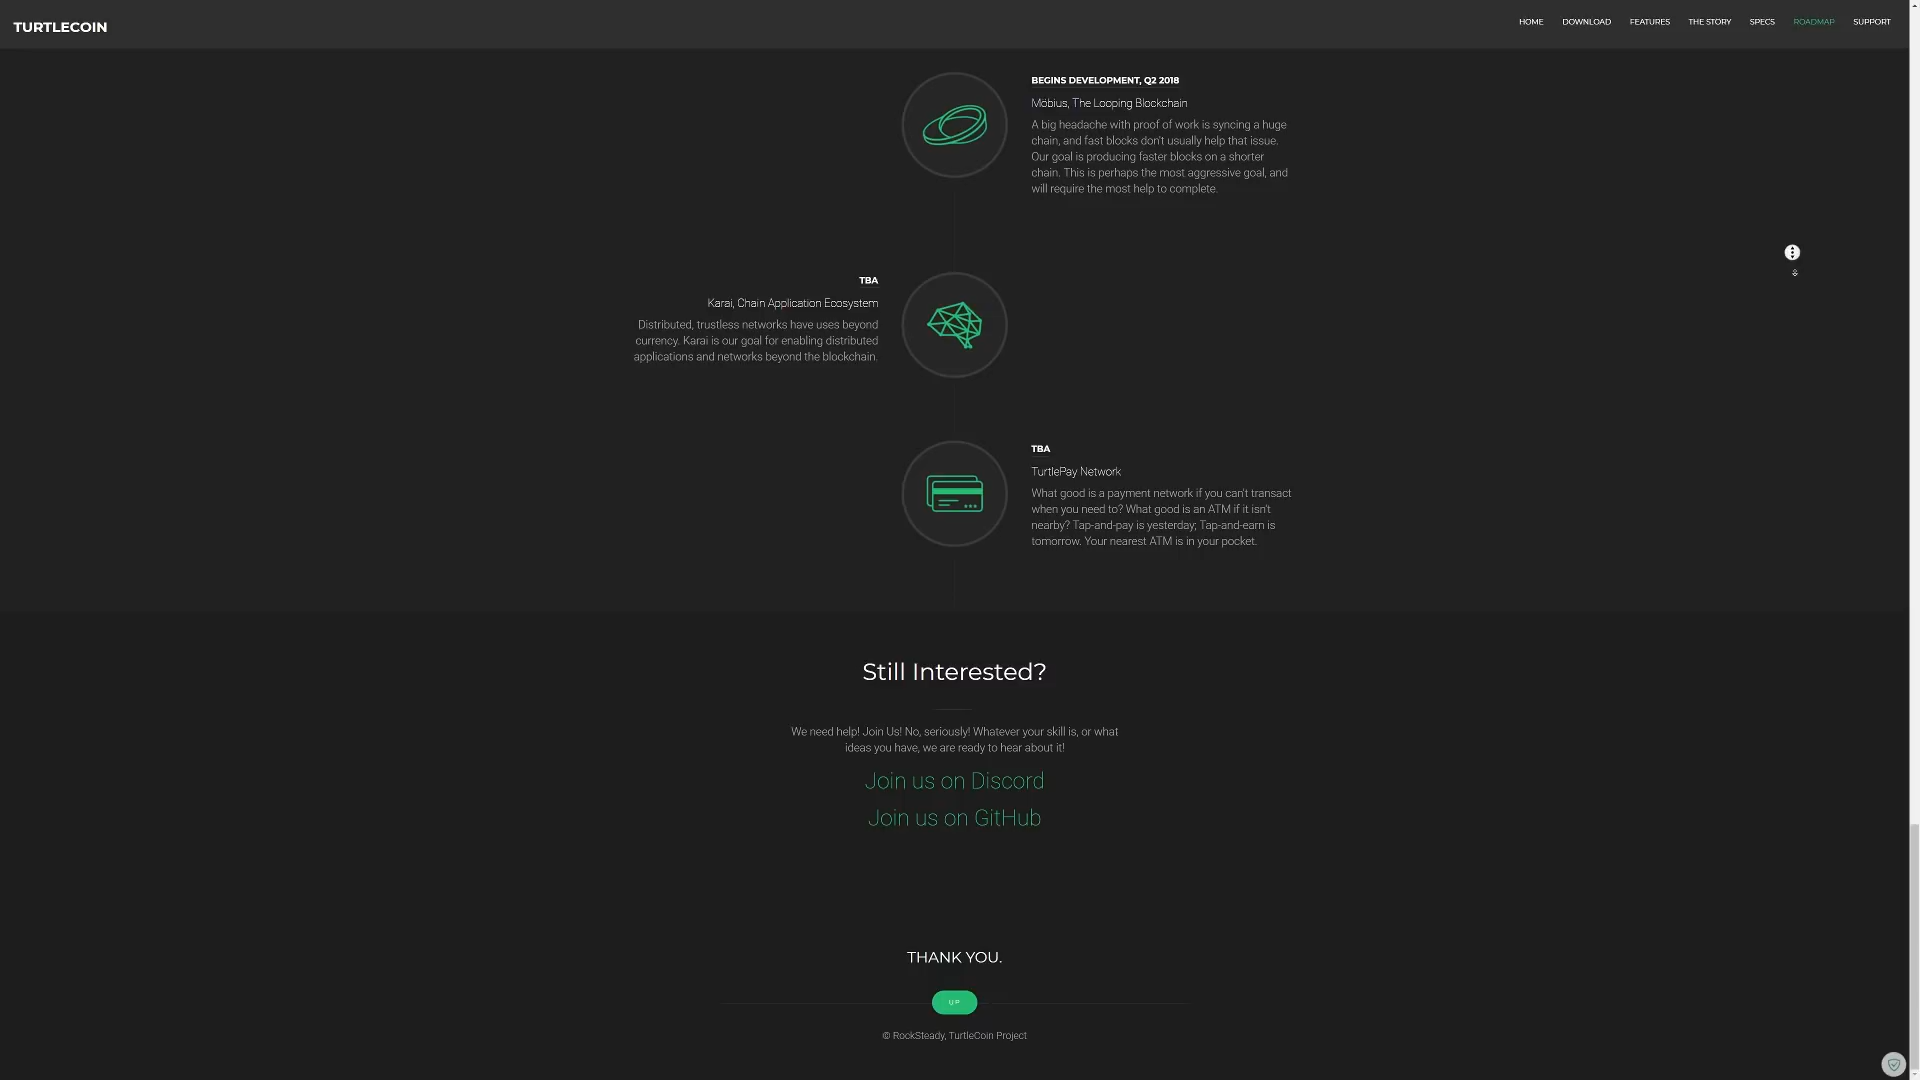 TURTLECOIN
HOME DOWNLOAD FEATURES THE STORY SPECS ROADMAP SUPPORT
BEGINS DEVELOPMENT, Q2 2018
Möbius, The Looping Blockchain
A big headache with proof of work is syncing a huge
chain, and fast blocks don't usually help that issue.
Our goal is producing faster blocks on a shorter
chain. This is perhaps the most aggressive goal, and
will require the most help to complete.
TBA
Karai, Chain Application Ecosystem
Distributed, trustless networks have uses beyond
currency. Karai is our goal for enabling distributed
applications and networks beyond the blockchain.
TBA
TurtlePay Network
What good is a payment network if you can't transact
when you need to? What good is an ATM if it isn't
nearby? Tap-and-pay is yesterday; Tap-and-earn is
tomorrow. Your nearest ATM is in your pocket.
Still Interested?
We need help! Join Us! No, seriously! Whatever your skill is, or what
ideas you have, we are ready to hear about it!
Join us on Discord
Join us on GitHub
THANK YOU.
UP
© RockSteady, TurtleCoin Project